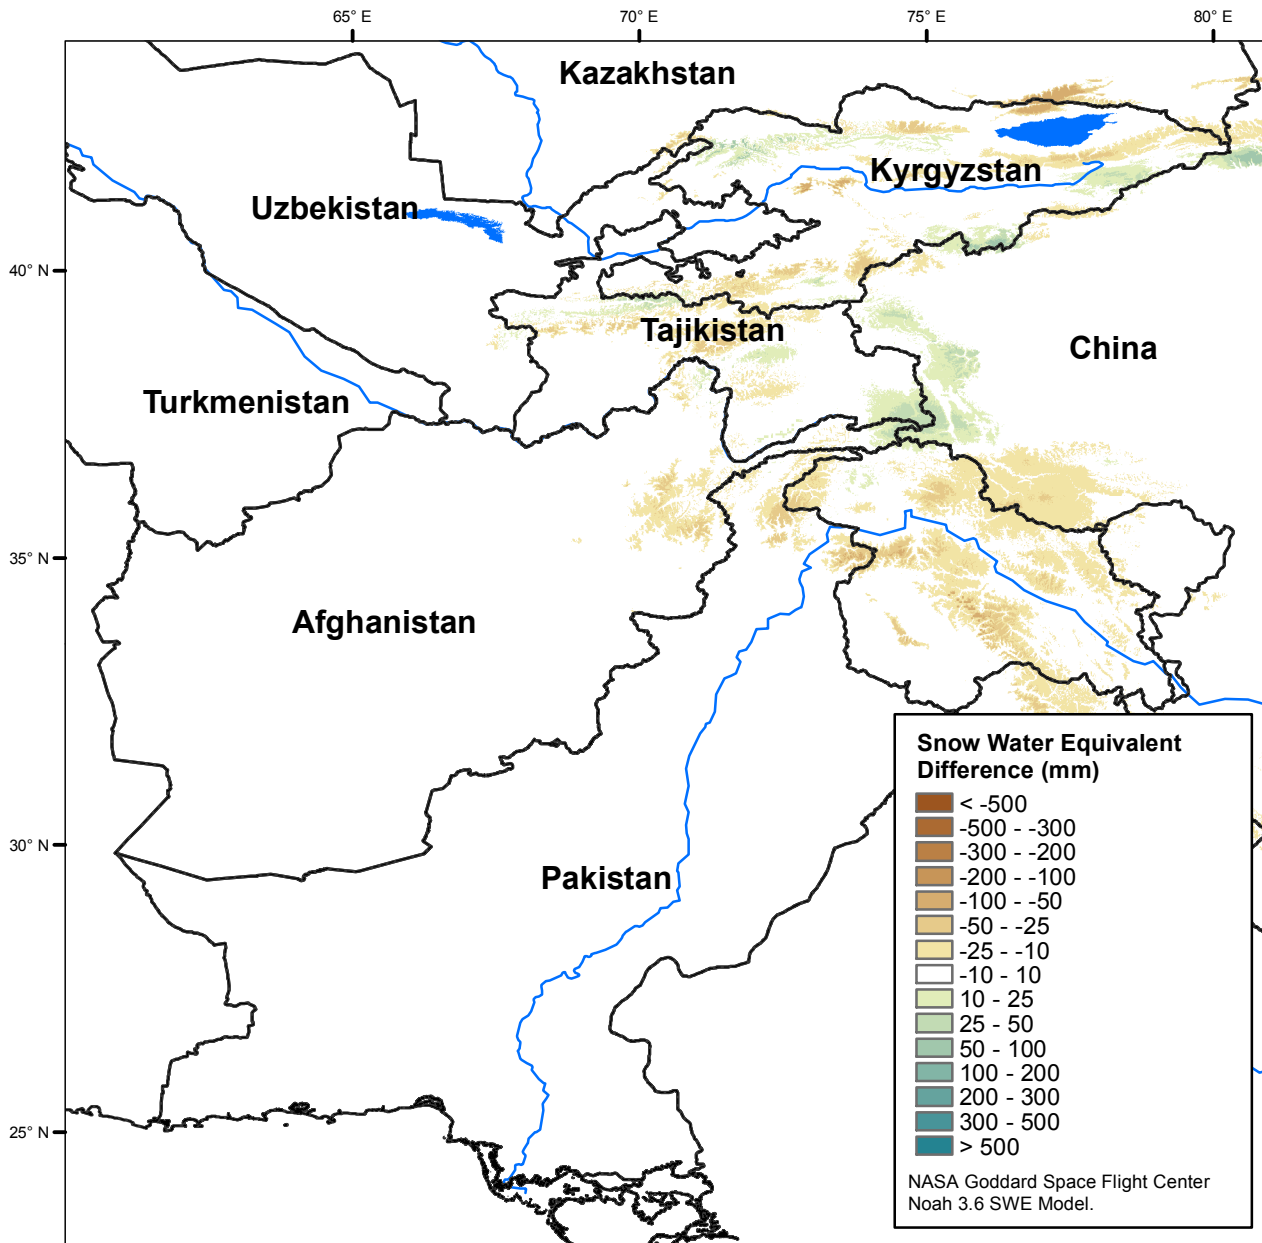 65° E
70° E
75° E
80° E
Kazakhstan
Kyrgyzstan
Uzbekistan
40° N
Tajikistan
China
Turkmenistan
35° N
Afghanistan
Snow Water Equivalent
Difference (mm)
< -500
-500 - -300
-300 - -200
-200 - -100
-100 - -50
-50 - -25
-25 - -10
-10 - 10
10 - 25
25 - 50
50 - 100
100 - 200
200 - 300
300 - 500
> 500
NASA Goddard Space Flight Center
Noah 3.6 SWE Model.
30° N
Pakistan
25° N